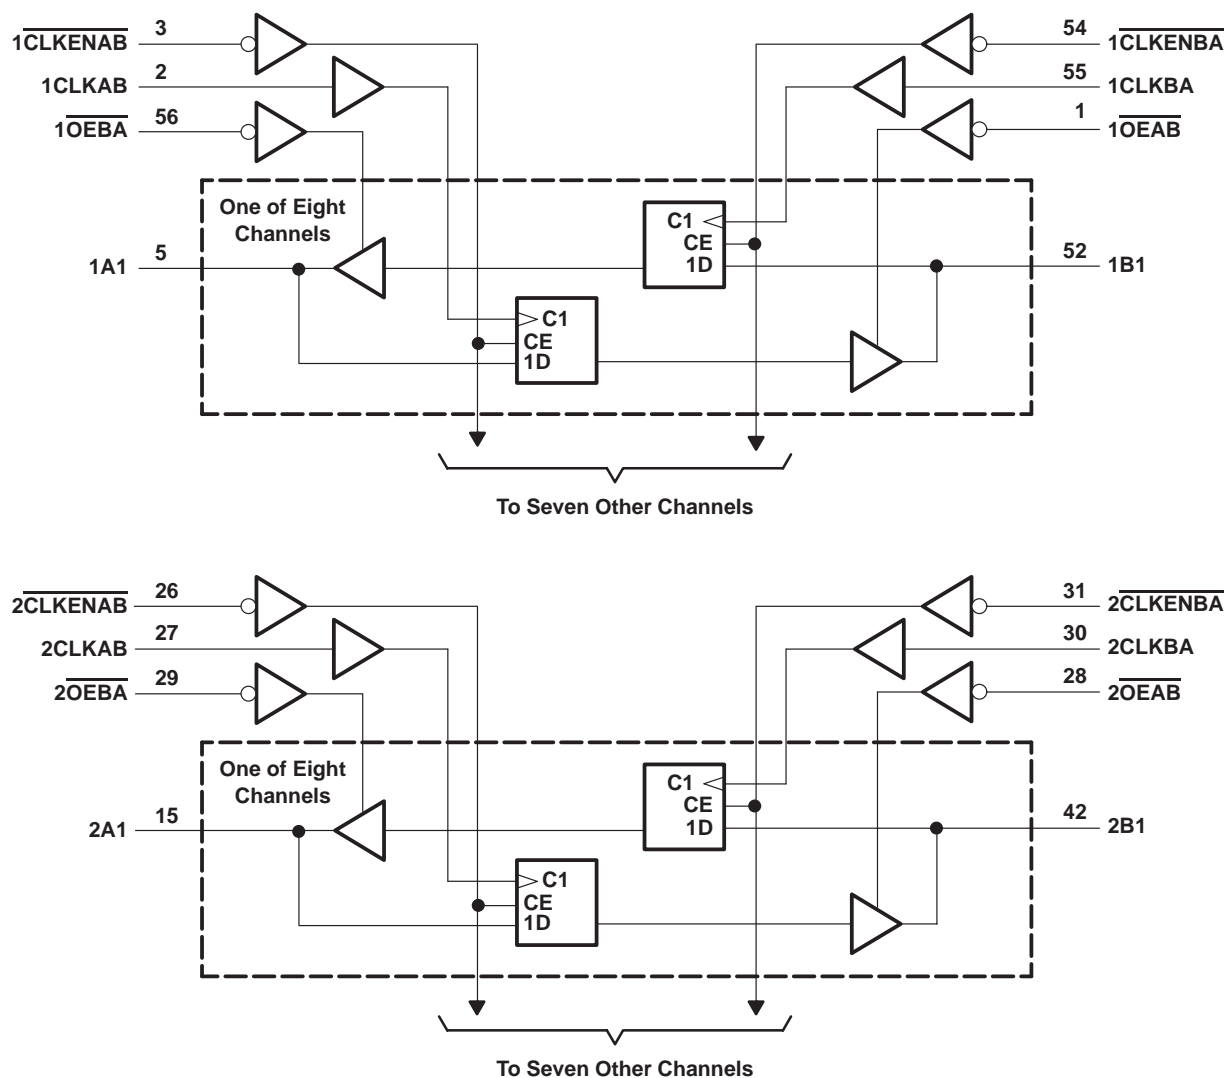 1CLKENAB 3
54 1CLKENBA
1CLKAB 2
55 1CLKBA
1OEBA 56
1 1OEAB
One of Eight
Channels
C1
CE
1D
1A1 5
52 1B1
C1
CE
1D
To Seven Other Channels
2CLKENAB 26
31 2CLKENBA
2CLKAB 27
30 2CLKBA
2OEBA 29
28 2OEAB
One of Eight
Channels
C1
CE
1D
2A1 15
42 2B1
C1
CE
1D
To Seven Other Channels